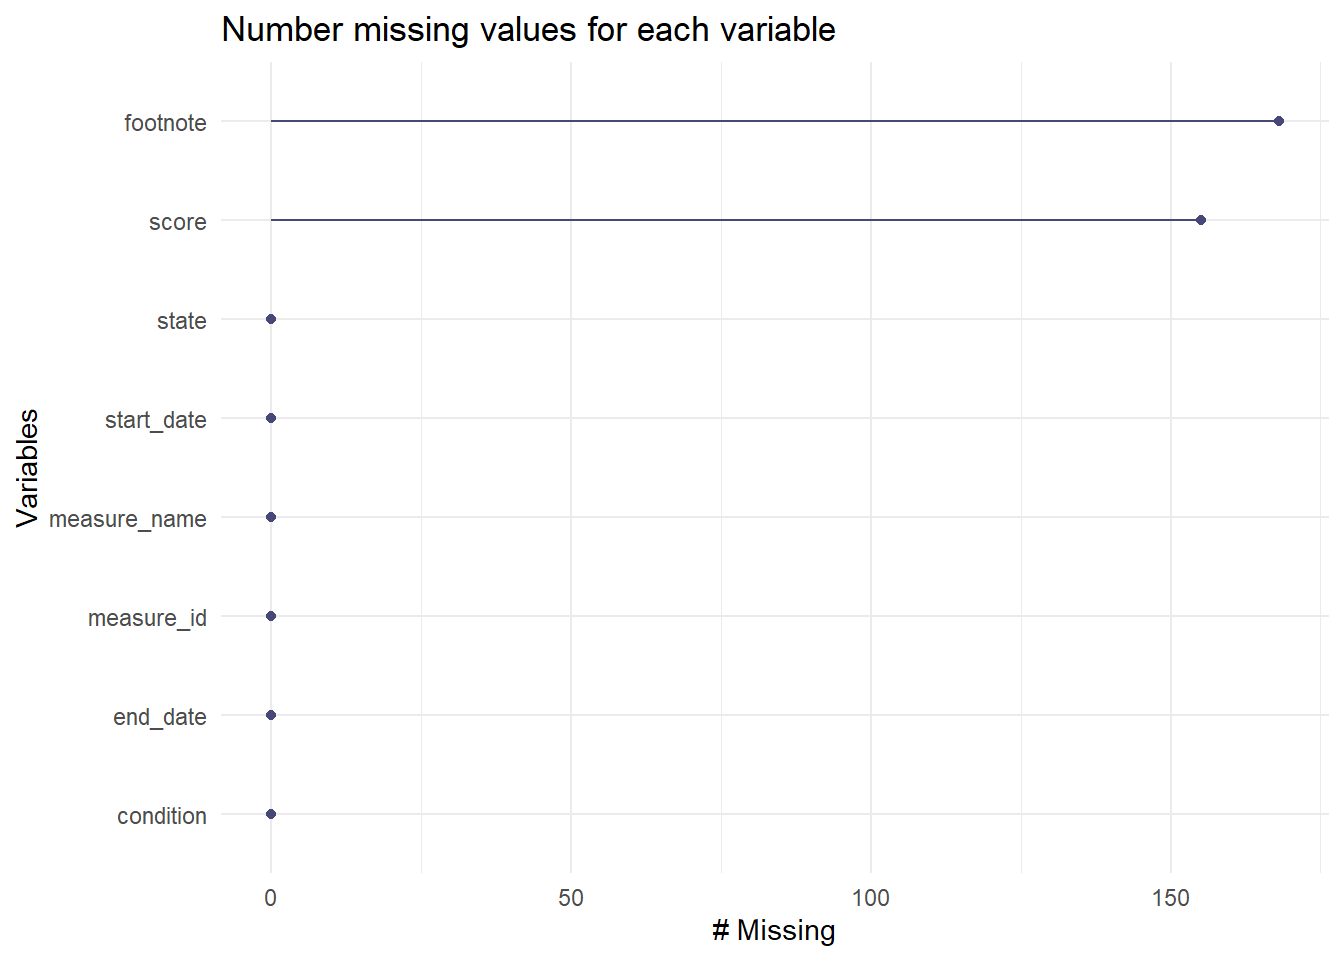 Number missing values for each variable
footnote
score
state
start_date
measure_name
measure_id
end_date
condition
Variables
0 50 100 150
# Missing